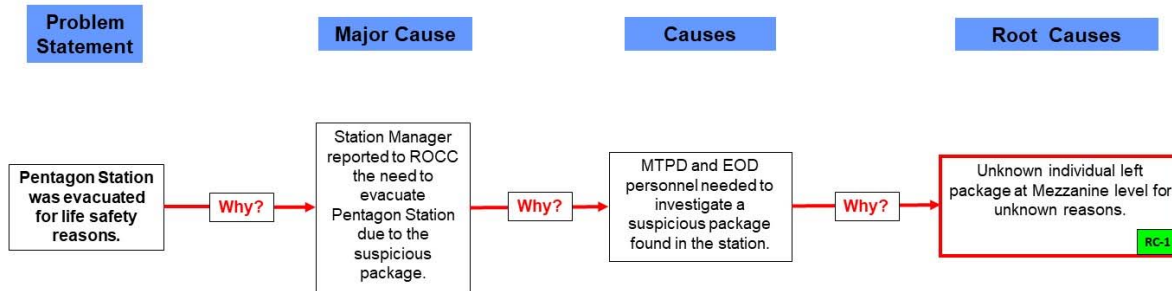 Problem
Statement
Major Cause
Causes
Root Causes
Pentagon Station
was evacuated
for life safety
reasons.
Why?
Station Manager
reported to ROCC
the need to
evacuate
Pentagon Station
due to the
suspicious
package.
Why?
MTPD and EOD
personnel needed to
investigate a
suspicious package
found in the station.
Why?
Unknown individual left
package at Mezzanine level for
unknown reasons.
RC-1